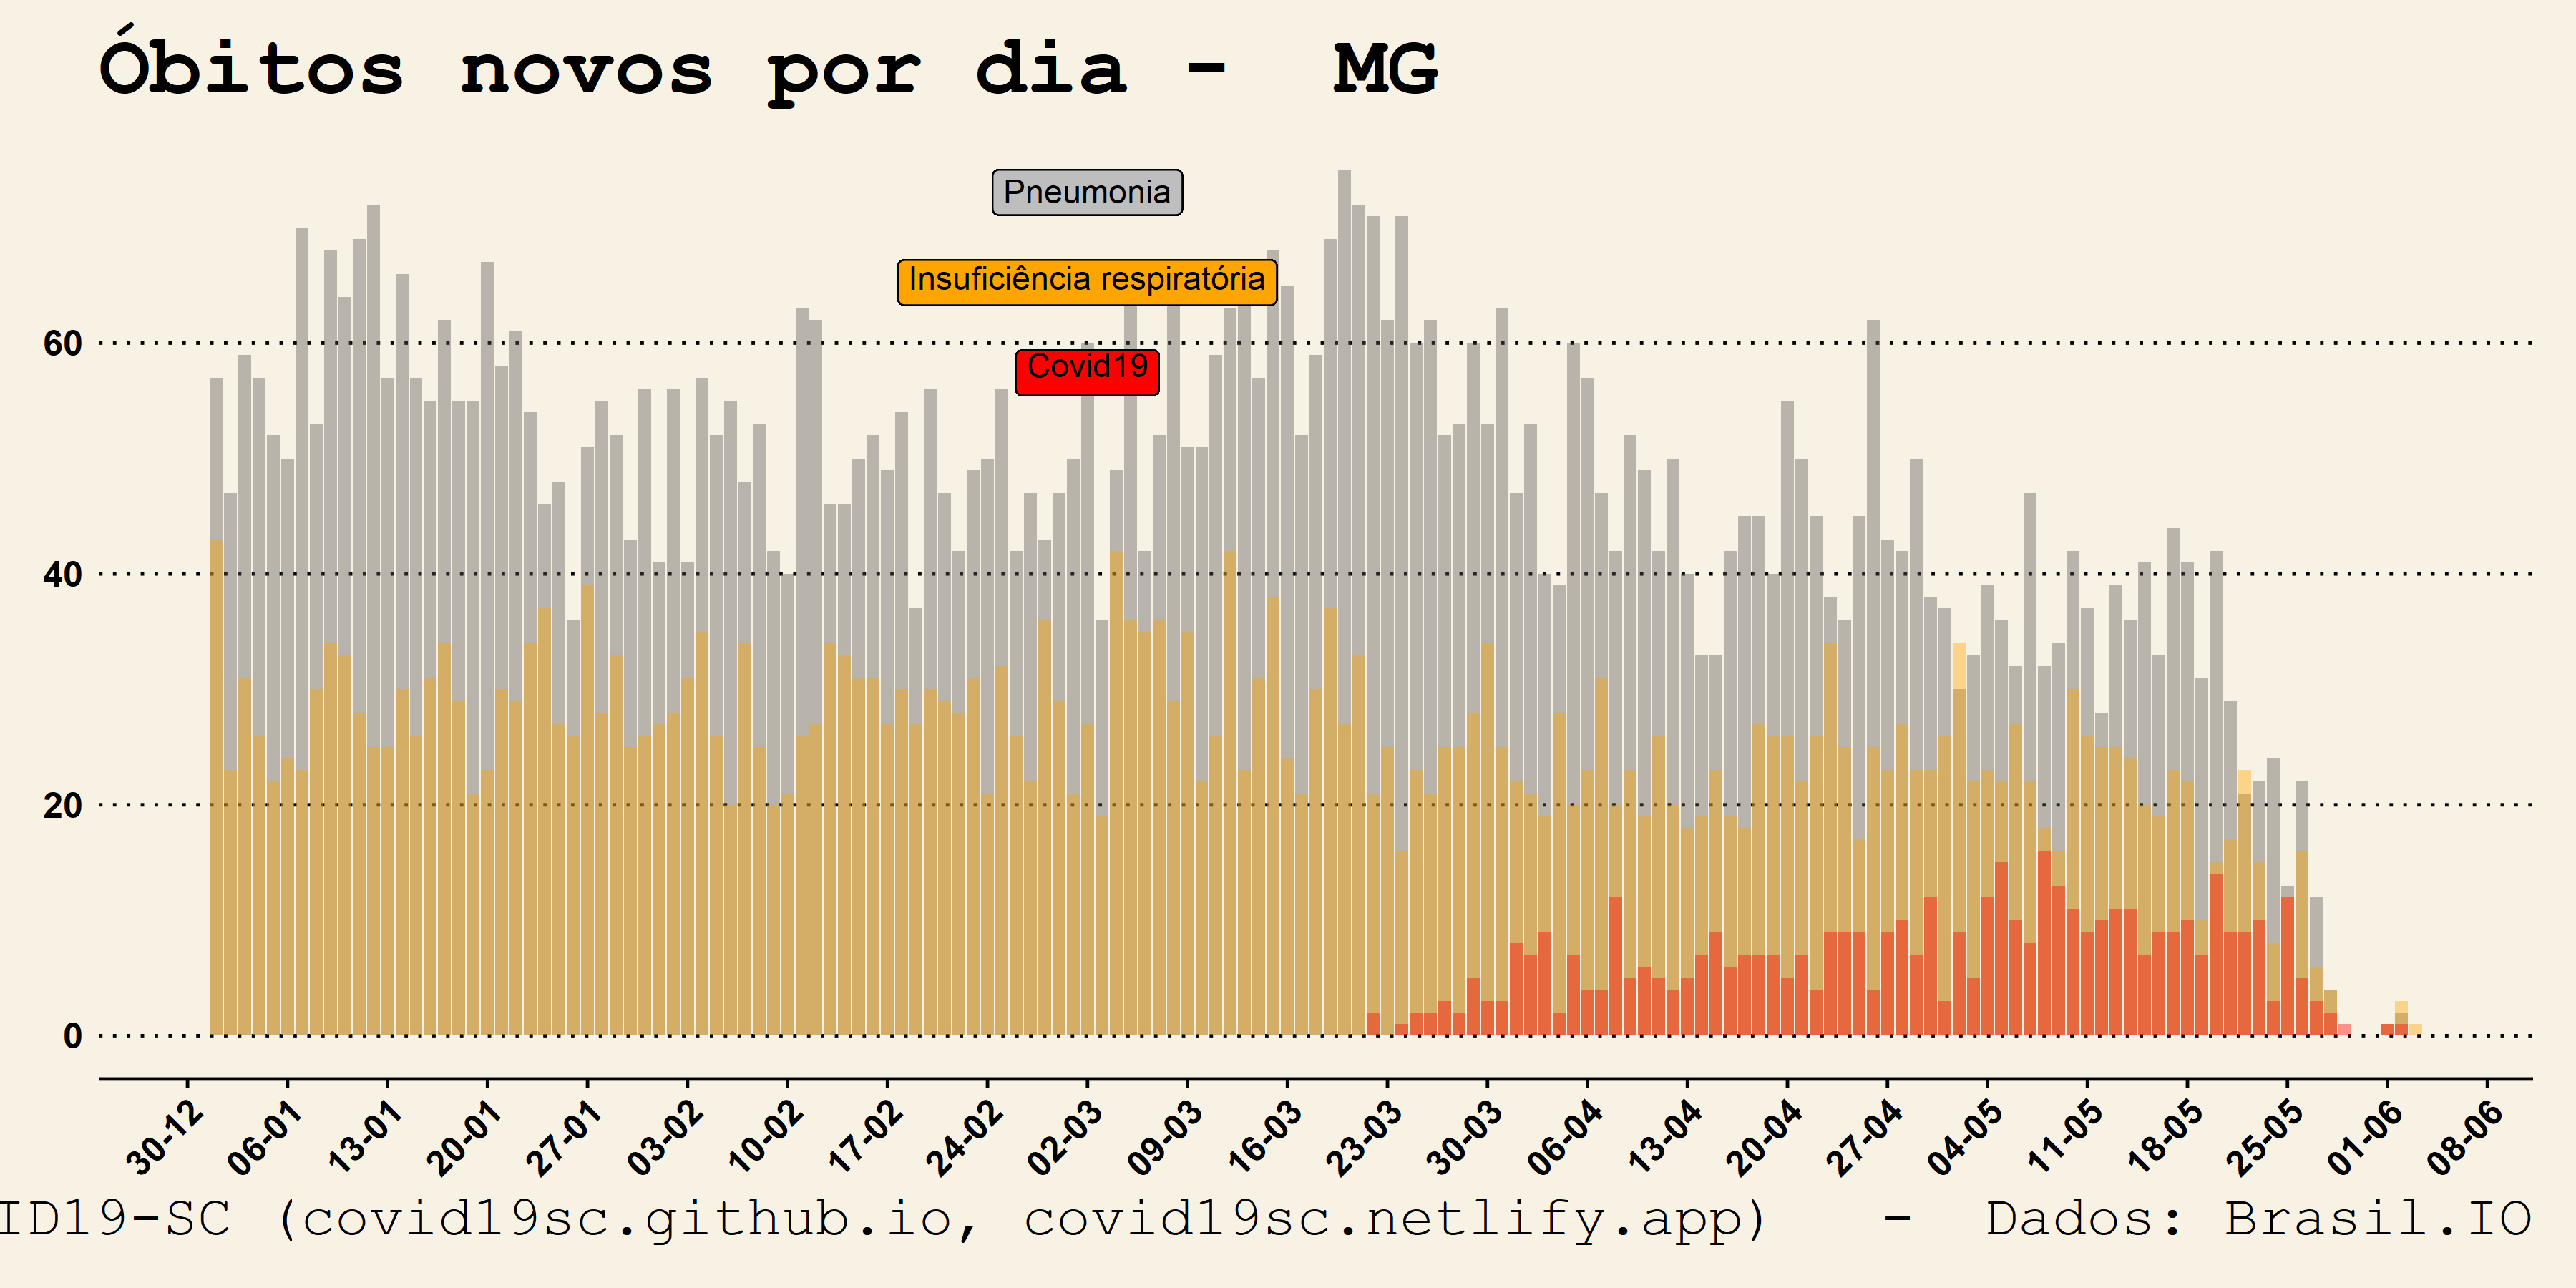 Óbitos novos por dia - MG
Pneumonia
Insuficiência respiratória
Covid19
60
40
20
0
30-12 06-01 13-01 20-01 27-01 03-02 10-02 17-02 24-02 02-03 09-03 16-03 23-03 30-03 06-04 13-04 20-04 27-04 04-05 11-05 18-05 25-05 01-06 08-06
ID19-SC (covid19sc.github.io, covid19sc.netlify.app) - Dados: Brasil.IO